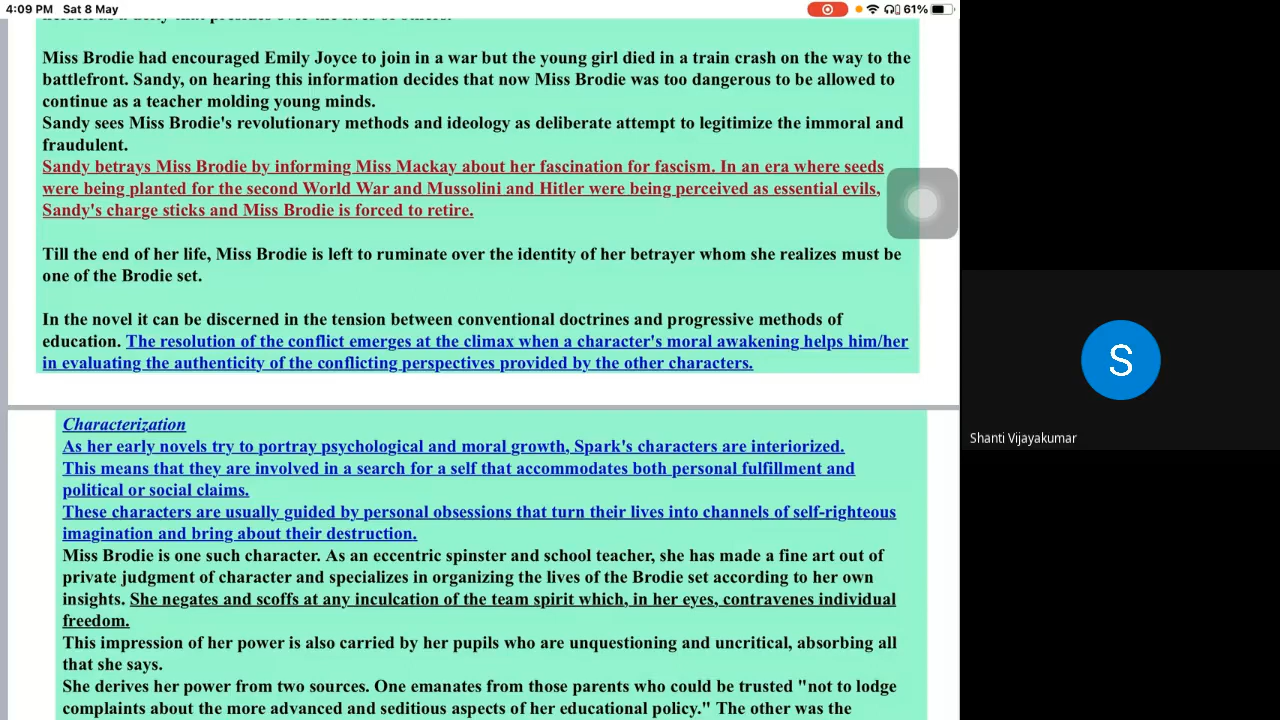 4:09 PM Sat 8 May
61%
herself as a deity that presides over the lives of others.
Miss Brodie had encouraged Emily Joyce to join in a war but the young girl died in a train crash on the way to the
battlefront. Sandy, on hearing this information decides that now Miss Brodie was too dangerous to be allowed to
continue as a teacher molding young minds.
Sandy sees Miss Brodie's revolutionary methods and ideology as deliberate attempt to legitimize the immoral and
fraudulent.
Sandy betrays Miss Brodie by informing Miss Mackay about her fascination for fascism. In an era where seeds
were being planted for the second World War and Mussolini and Hitler were being perceived as essential evils,
Sandy's charge sticks and Miss Brodie is forced to retire.
Till the end of her life, Miss Brodie is left to ruminate over the identity of her betrayer whom she realizes must be
one of the Brodie set.
In the novel it can be discerned in the tension between conventional doctrines and progressive methods of
education. The resolution of the conflict emerges at the climax when a character's moral awakening helps him/her
in evaluating the authenticity of the conflicting perspectives provided by the other characters.
Characterization
As her early novels try to portray psychological and moral growth, Spark's characters are interiorized.
This means that they are involved in a search for a self that accommodates both personal fulfillment and
political or social claims.
These characters are usually guided by personal obsessions that turn their lives into channels of self-righteous
imagination and bring about their destruction.
Miss Brodie is one such character. As an eccentric spinster and school teacher, she has made a fine art out of
private judgment of character and specializes in organizing the lives of the Brodie set according to her own
insights. She negates and scoffs at any inculcation of the team spirit which, in her eyes, contravenes individual
freedom.
This impression of her power is also carried by her pupils who are unquestioning and uncritical, absorbing all
that she says.
She derives her power from two sources. One emanates from those parents who could be trusted "not to lodge
complaints about the more advanced and seditious aspects of her educational policy." The other was the
S
Shanti Vijayakumar